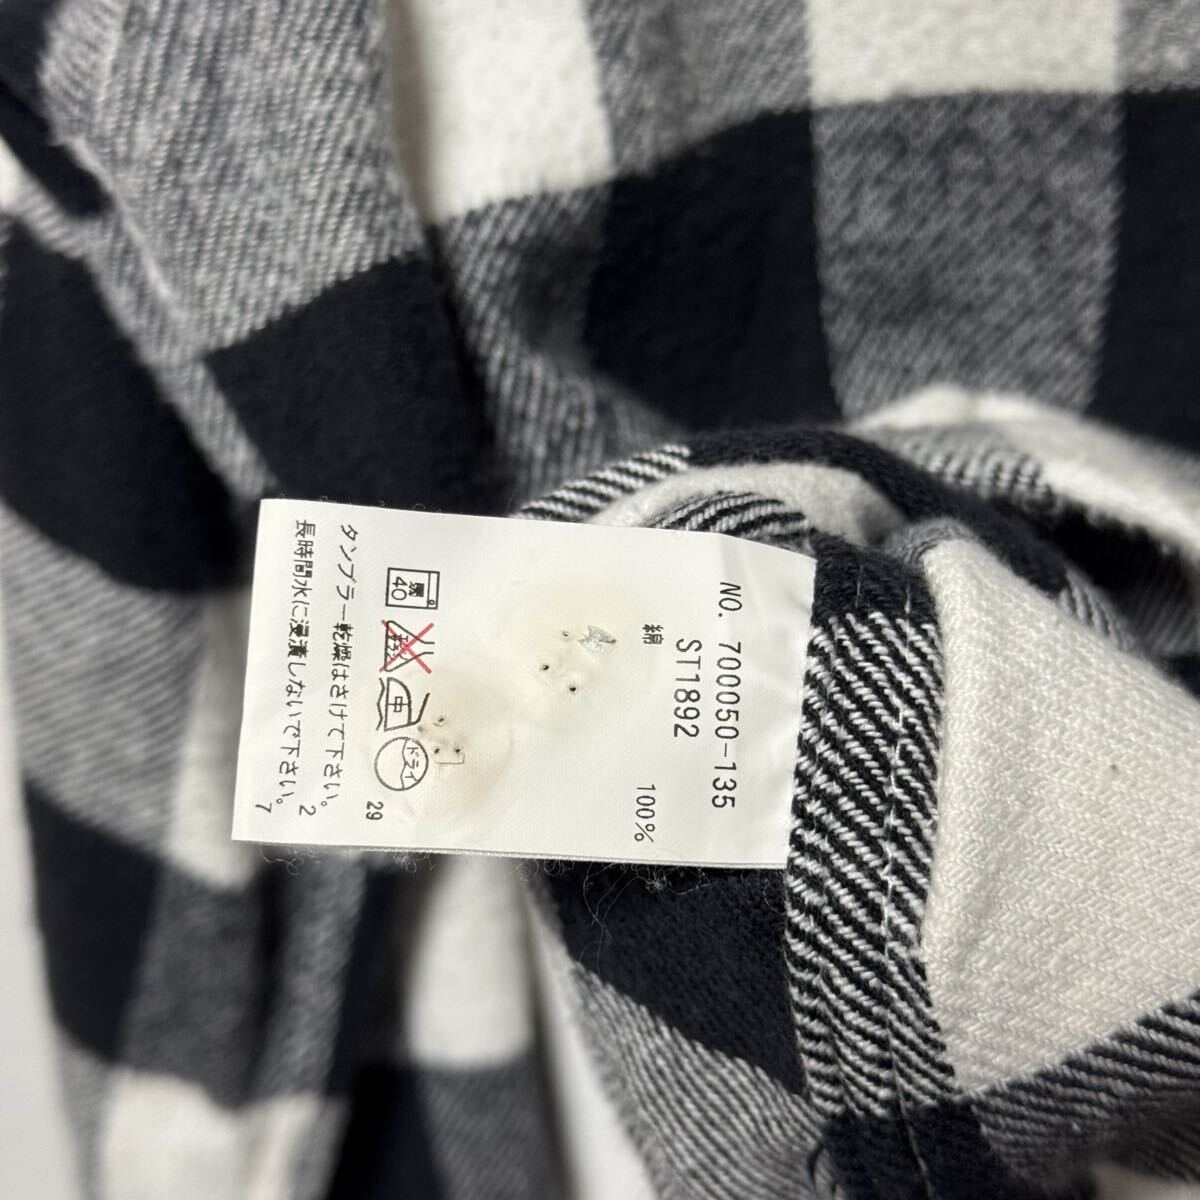 NO. 700050-135
ST1892
綿 100%
弱 40
ドライ
29
タンブラー乾燥はさけて下さい。 2
長時間水に浸漬しないで下さい。 7